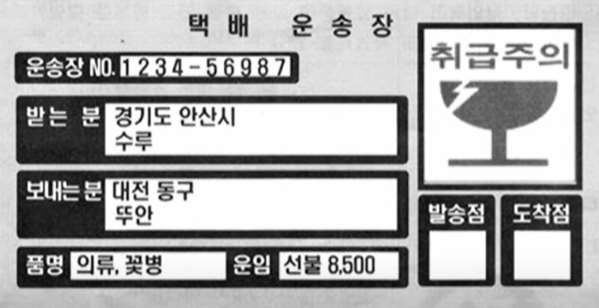 택배 운송장
취급주의
운송장 NO. 1234-56987
받는 분 경기도 안산시
수루
보내는분 대전 동구
뚜안
발송점 도착점
품명 의류, 꽃병 운임 선불 8,500